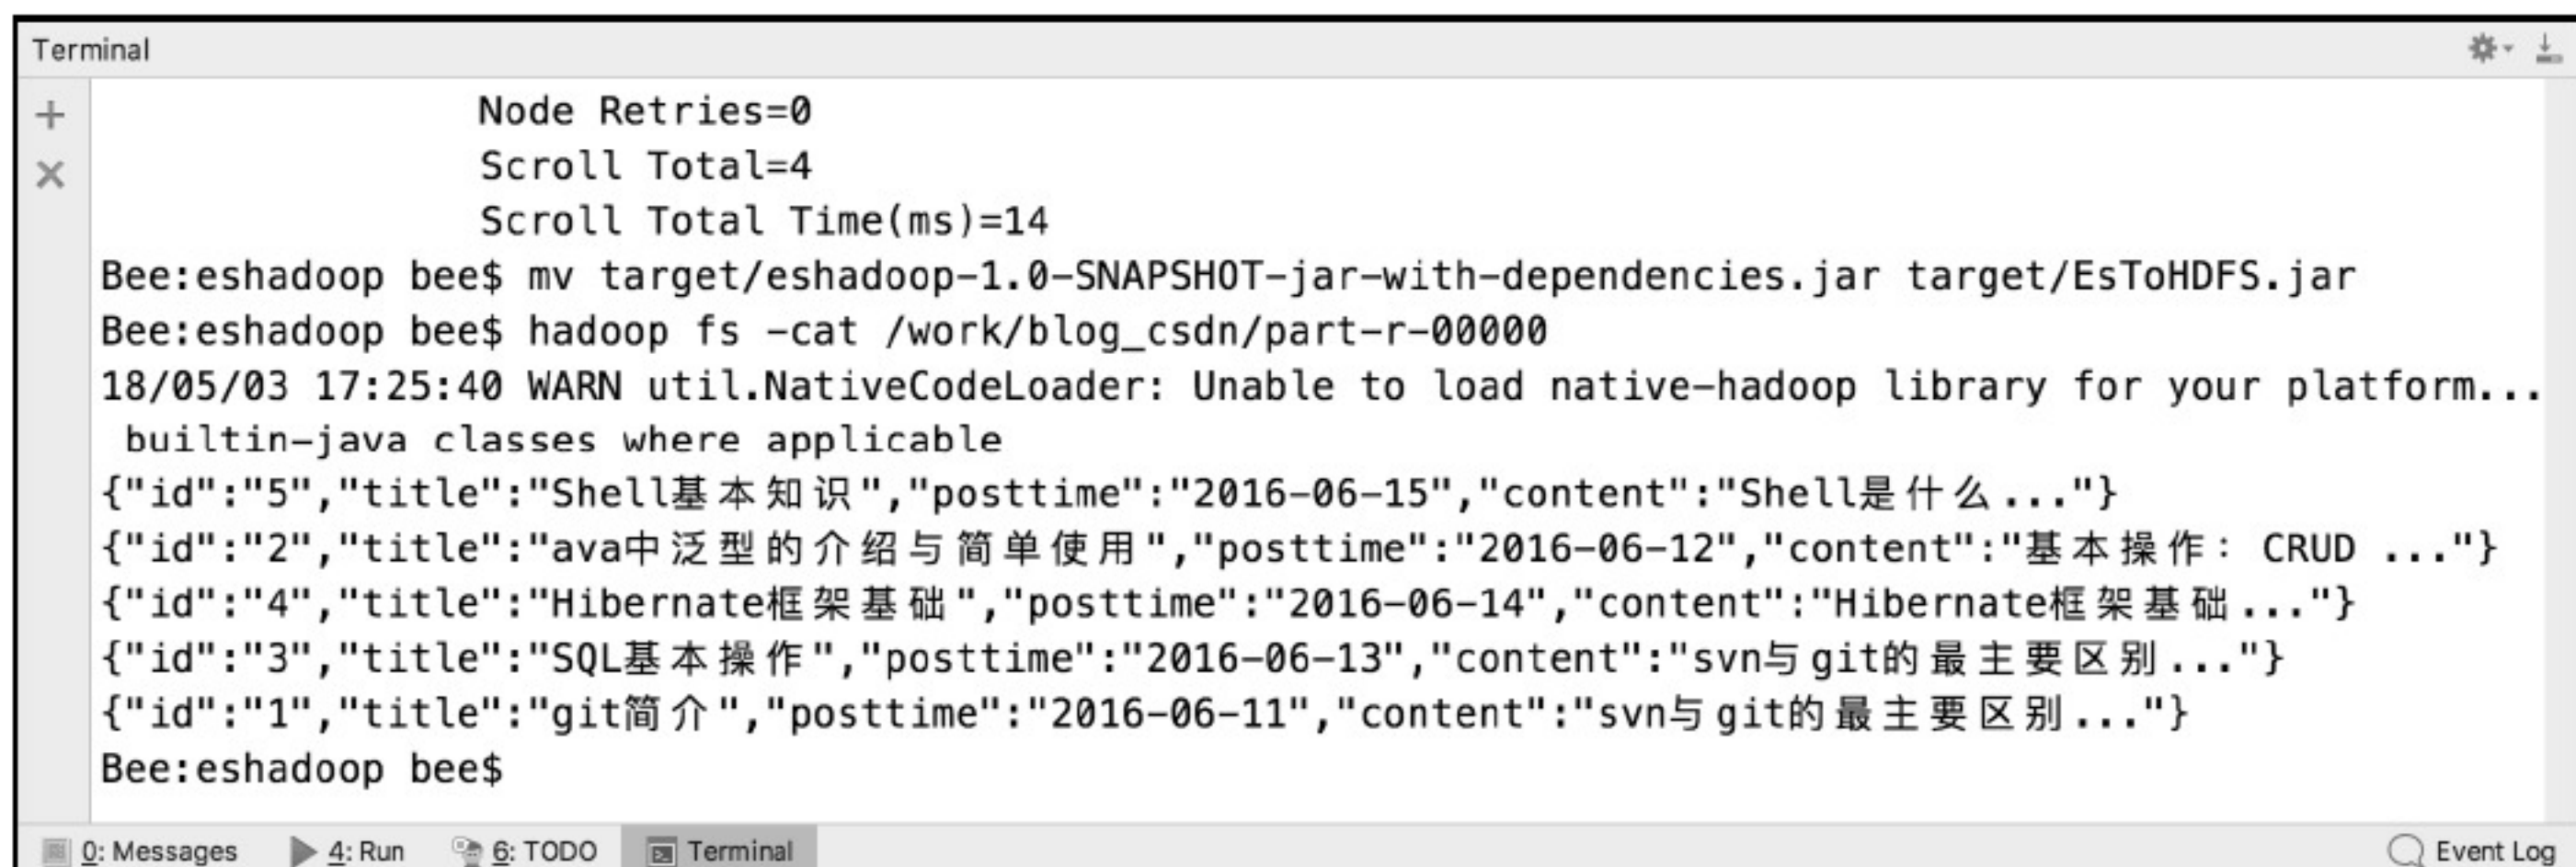 Terminal
Node Retries=0
Scroll Total=4
Scroll Total Time(ms)=14
Bee:eshadoop bee$ mv target/eshadoop-1.0-SNAPSHOT-jar-with-dependencies.jar target/EsToHDFS.jar
Bee:eshadoop bee$ hadoop fs -cat /work/blog_csdn/part-r-00000
18/05/03 17:25:40 WARN util.NativeCodeLoader: Unable to load native-hadoop library for your platform...
builtin-java classes where applicable
{"id":"5","title":"Shell基本知识","posttime":"2016-06-15","content":"Shell是什么..."}
{"id":"2","title":"ava中泛型的介绍与简单使用","posttime":"2016-06-12","content":"基本操作：CRUD ..."}
{"id":"4","title":"Hibernate框架基础","posttime":"2016-06-14","content":"Hibernate框架基础..."}
{"id":"3","title":"SQL基本操作","posttime":"2016-06-13","content":"svn与git的最主要区别..."}
{"id":"1","title":"git简介","posttime":"2016-06-11","content":"svn与git的最主要区别..."}
Bee:eshadoop bee$
0: Messages 4: Run 6: TODO Terminal Event Log